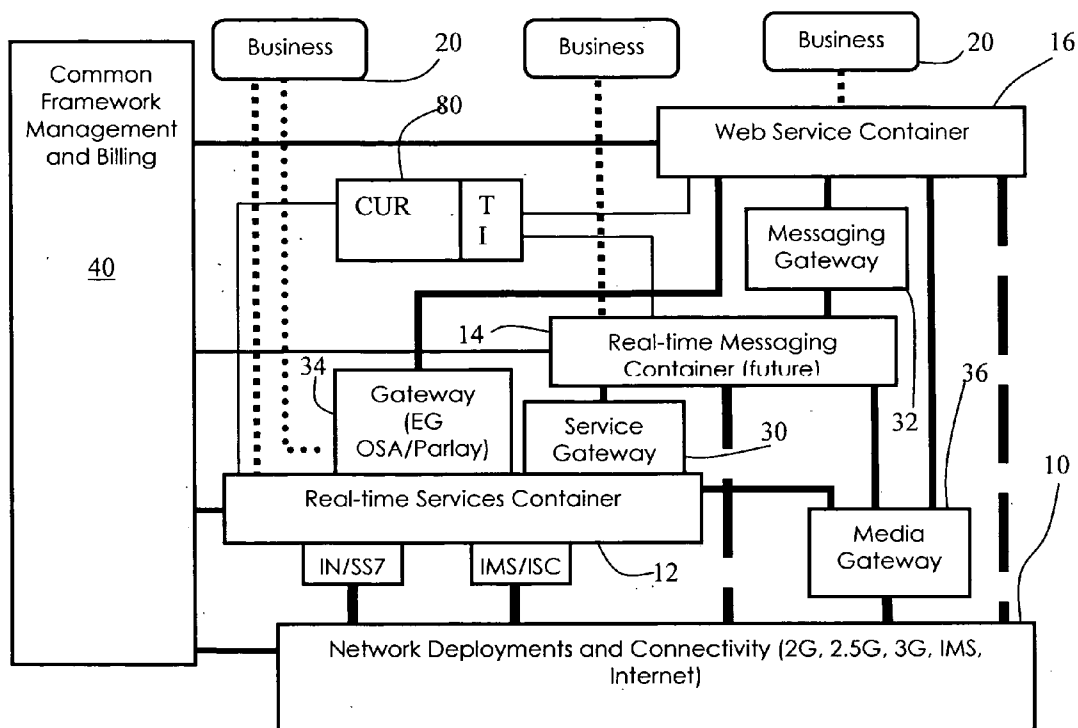 Business
20
Business
Business
20
16
Common
Framework
Management
and Billing
40
80
Web Service Container
CUR
T
I
Messaging
Gateway
14
Real-time Messaging
Container (future)
34
Gateway
(EG
OSA/Parlay)
Service
Gateway
30
32
36
10
Real-time Services Container
Media
Gateway
IN/SS7
IMS/ISC
12
Network Deployments and Connectivity (2G, 2.5G, 3G, IMS,
Internet)